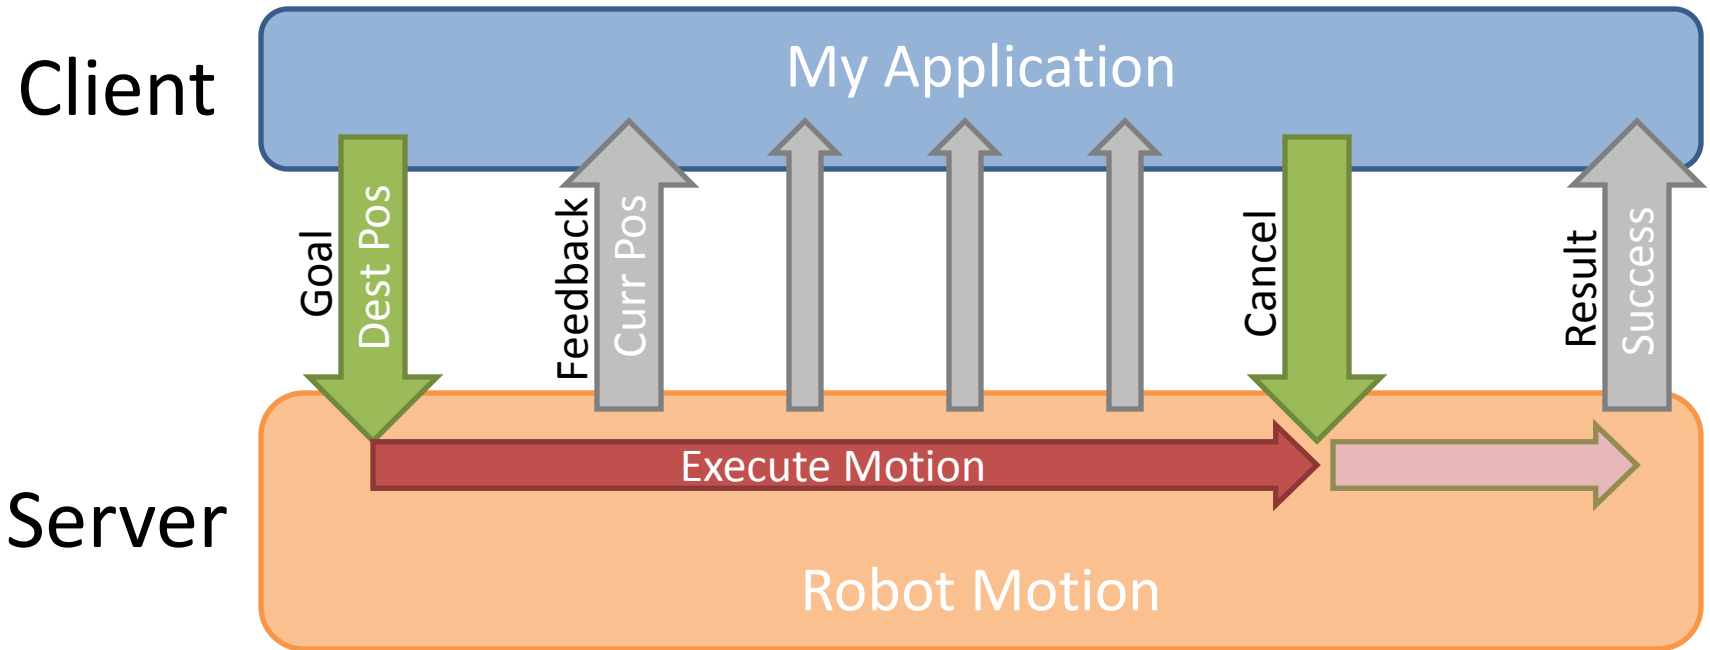 Client
My Application
Goal
Dest Pos
Feedback
Curr Pos
Cancel
Result
Success
Execute Motion
Server
Robot Motion